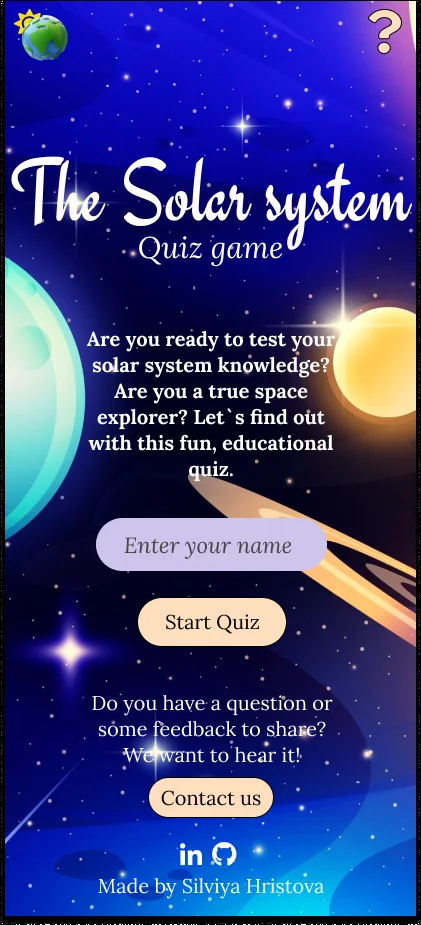 ?
The Solar system
Quiz game
Are you ready to test your
solar system knowledge?
Are you a true space
explorer? Let`s find out
with this fun, educational
quiz.
Enter your name
Start Quiz
Do you have a question or
some feedback to share?
We want to hear it!
Contact us
in
Made by Silviya Hristova